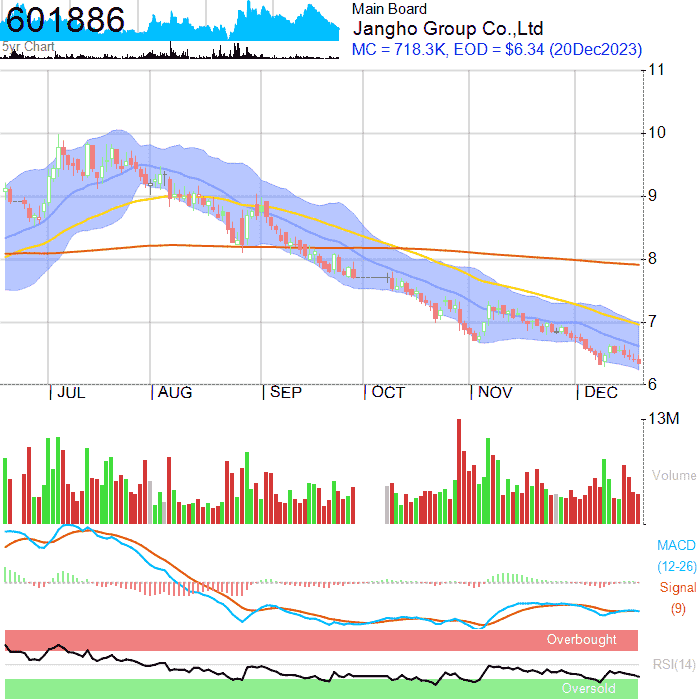 601886
Main Board
Jangho Group Co.,Ltd
5yr Chart
MC = 718.3K, EOD = $6.34 (20Dec2023)
11
10
9
8
7
6
JUL AUG SEP OCT NOV DEC
13M
Volume
MACD
(12-26)
Signal
(9)
Overbought
RSI(14)
Oversold